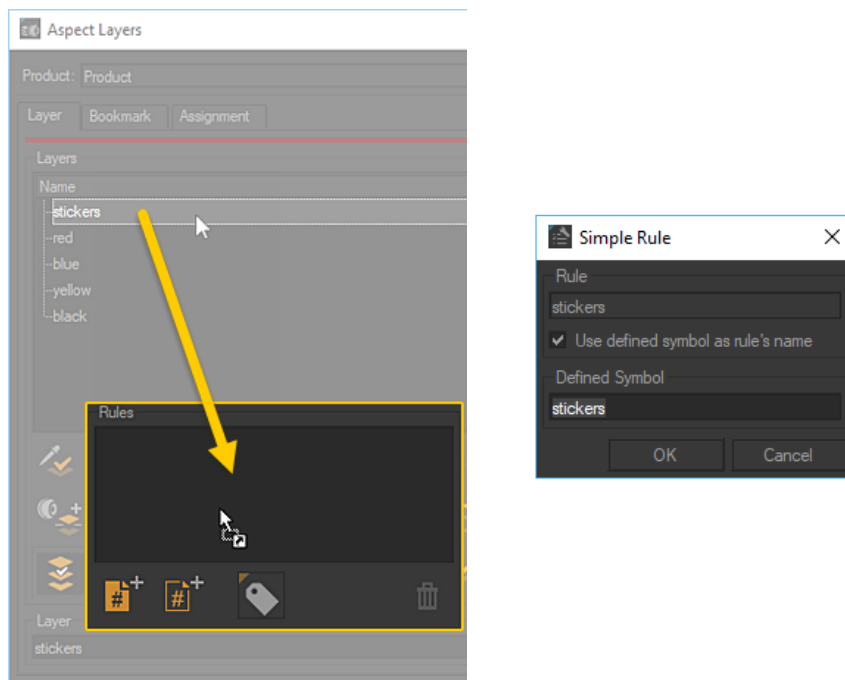 Aspect Layers
Product: Product
Layer Bookmark Assignment
Layers
Name
stickers
red
blue
yellow
black
Rules
# + # +
Layer
stickers
Simple Rule
Rule
stickers
Use defined symbol as rule's name
Defined Symbol
stickers
OK Cancel